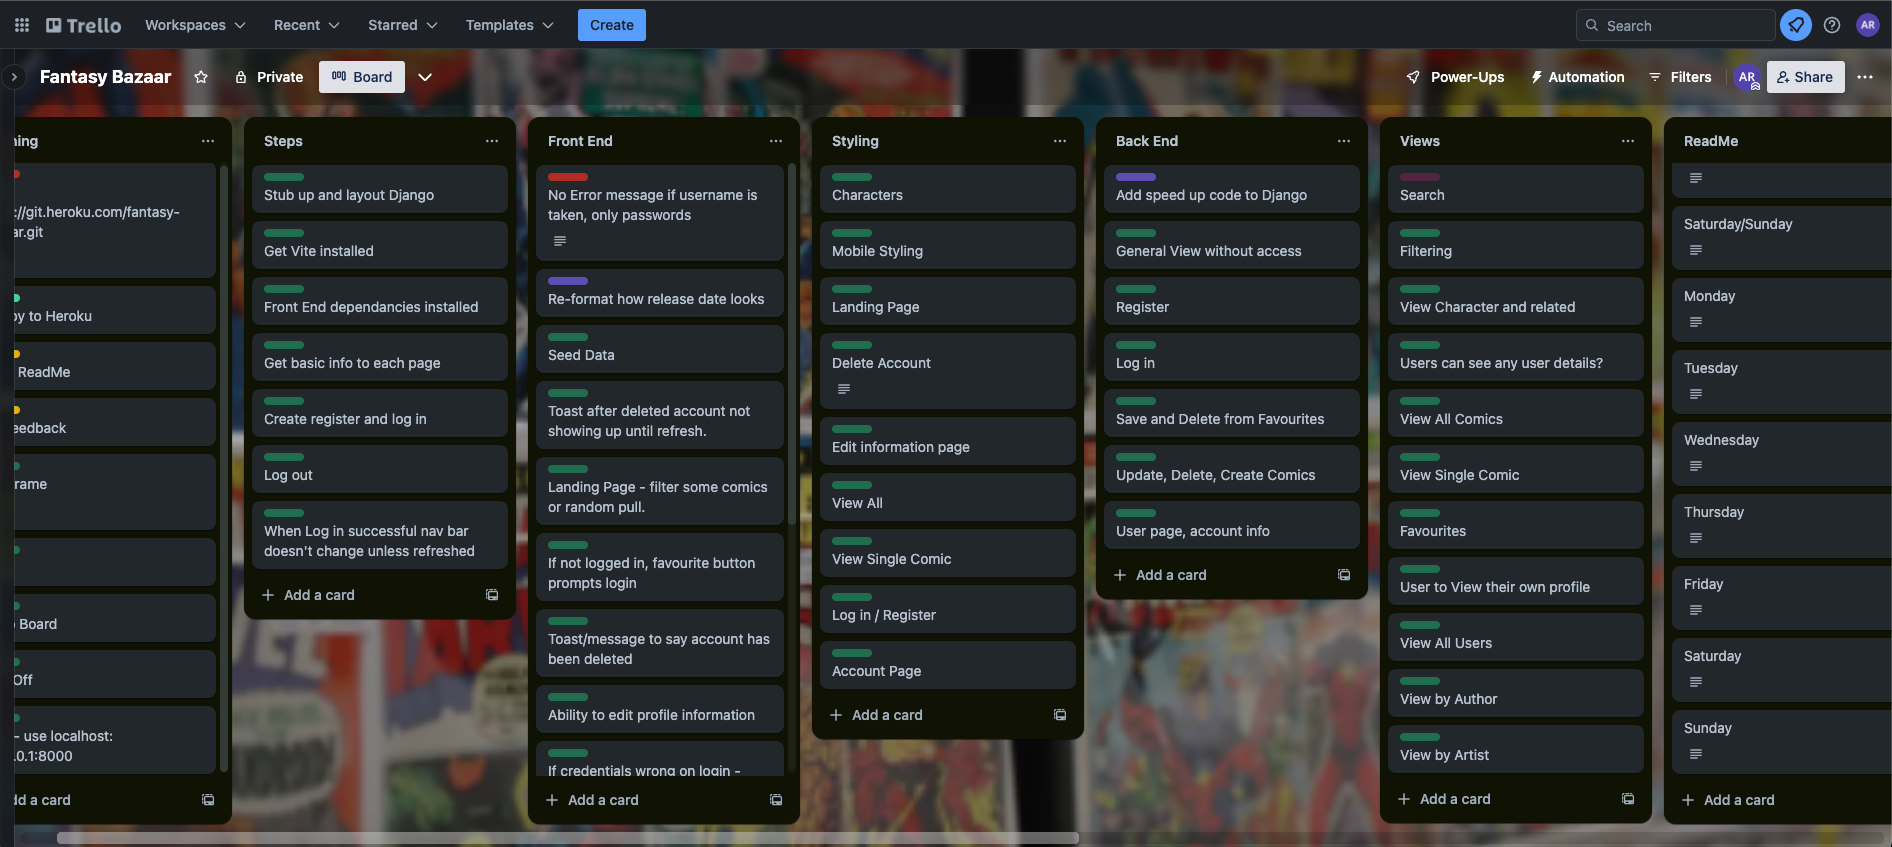 Trello
Workspaces
Recent
Starred
Templates
Create
Search
AR
Fantasy Bazaar
Private
Board
Power-Ups
Automation
Filters
AR
Share
://git.heroku.com/fantasy-
ar.git
to Heroku
ReadMe
- use localhost:
.0.1:8000
Steps
Stub up and layout Django
Get Vite installed
Front End dependancies installed
Get basic info to each page
Create register and log in
Log out
When Log in successful nav bar
doesn't change unless refreshed
Add a card
Front End
No Error message if username is
taken, only passwords
Re-format how release date looks
Seed Data
Toast after deleted account not
showing up until refresh.
Landing Page - filter some comics
or random pull.
If not logged in, favourite button
prompts login
Toast/message to say account has
been deleted
Ability to edit profile information
If credentials wrong on login -
Add a card
Styling
Characters
Mobile Styling
Landing Page
Delete Account
Edit information page
View All
View Single Comic
Log in / Register
Account Page
Add a card
Back End
Add speed up code to Django
General View without access
Register
Log in
Save and Delete from Favourites
Update, Delete, Create Comics
User page, account info
Add a card
Views
Search
Filtering
View Character and related
Users can see any user details?
View All Comics
View Single Comic
Favourites
User to View their own profile
View All Users
View by Author
View by Artist
Add a card
ReadMe
Saturday/Sunday
Monday
Tuesday
Wednesday
Thursday
Friday
Saturday
Sunday
Add a card